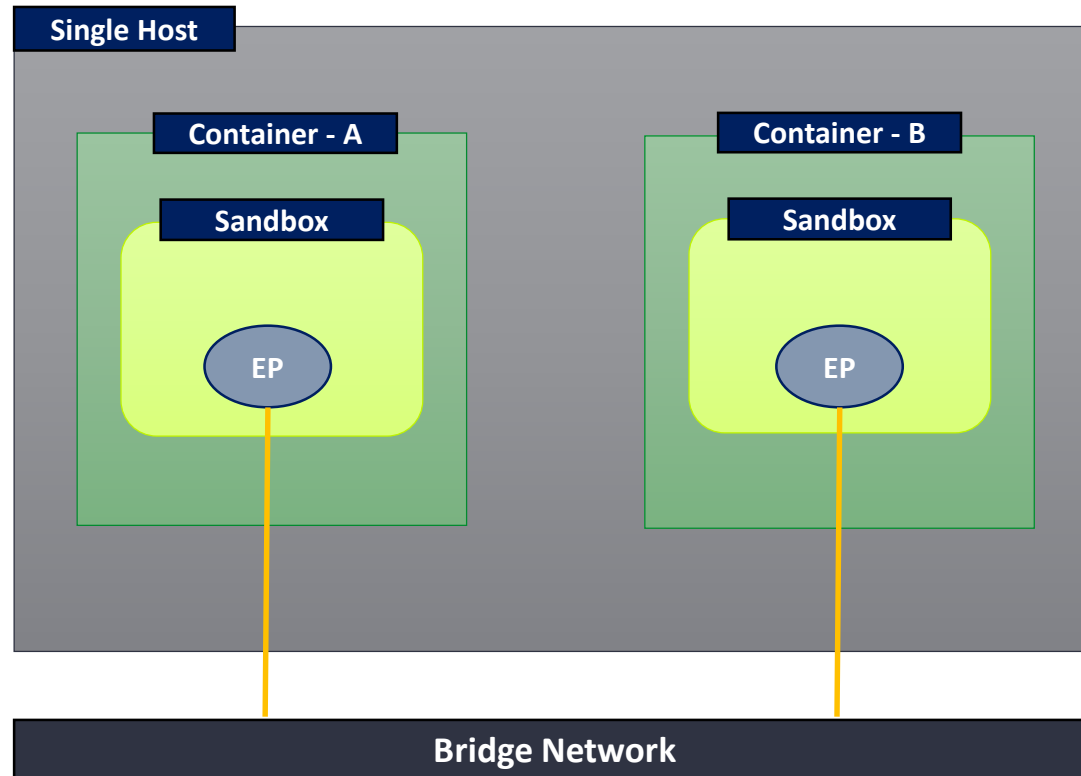 Single Host
Container - A
Container - B
Sandbox
Sandbox
EP
EP
Bridge Network